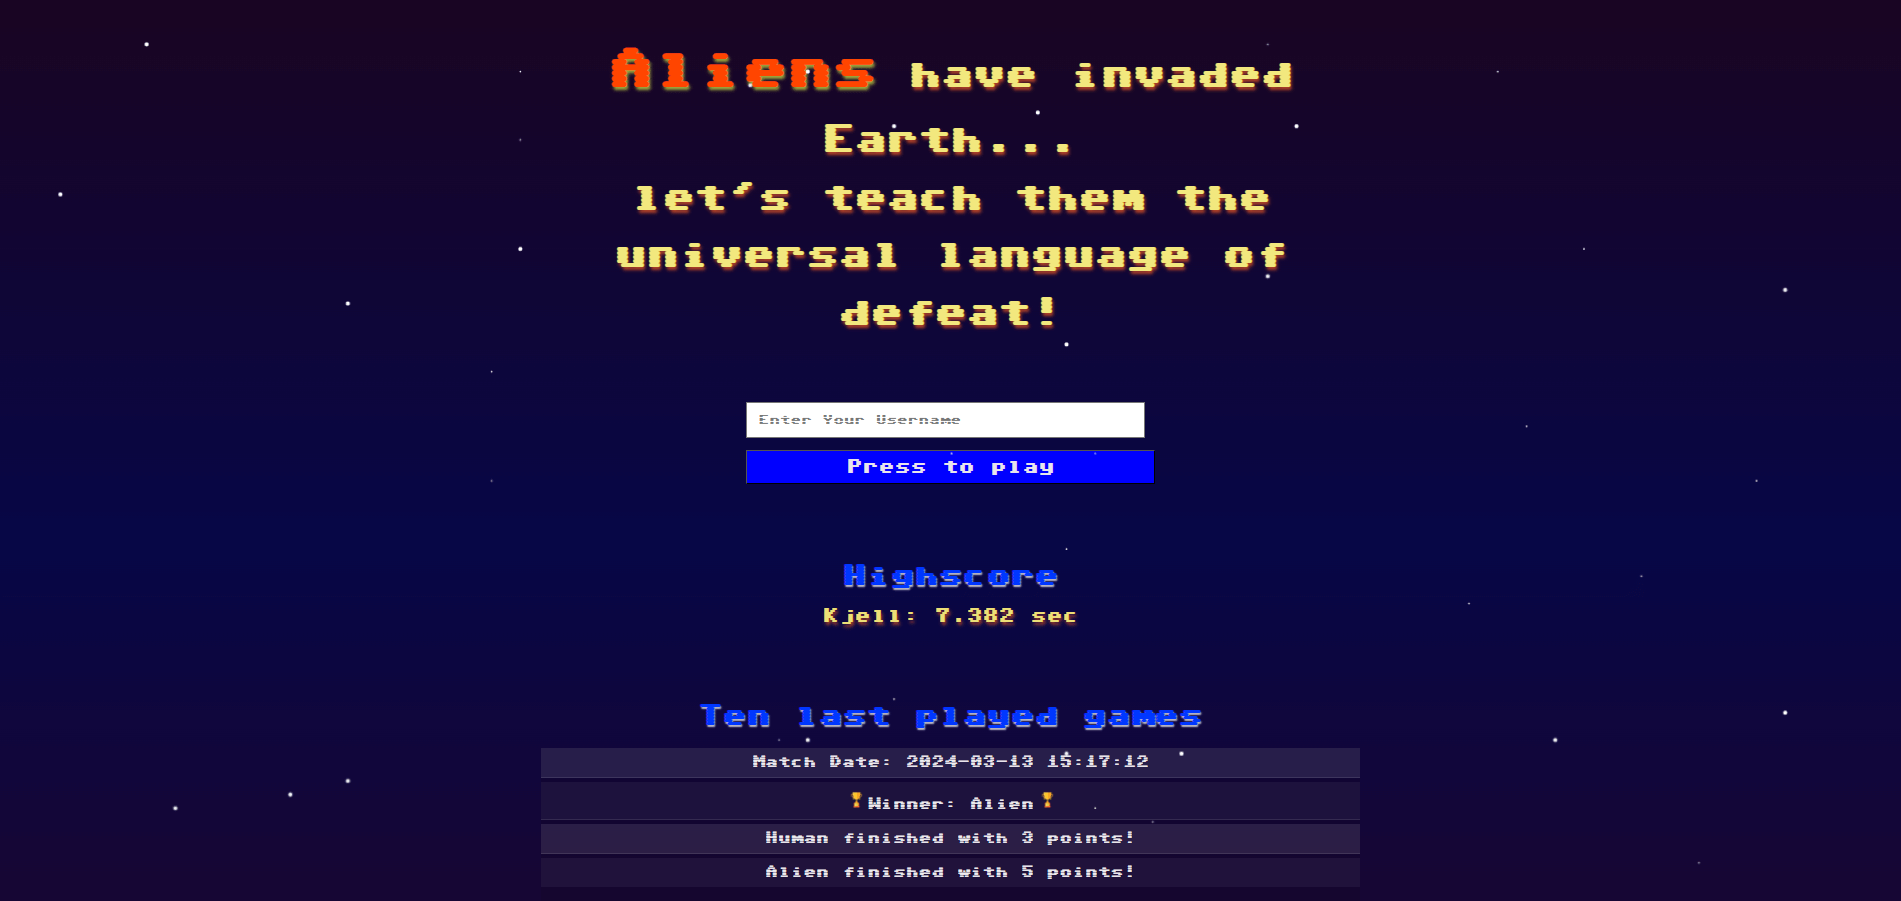 Aliens have invaded
Earth...
let's teach them the
universal language of
defeat!
Enter Your Username
Press to play
Highscore
Kjell: 7.382 sec
Ten last played games
Match Date: 2024-03-13 15:17:12
🏆Winner: Alien🏆
Human finished with 3 points!
Alien finished with 5 points!